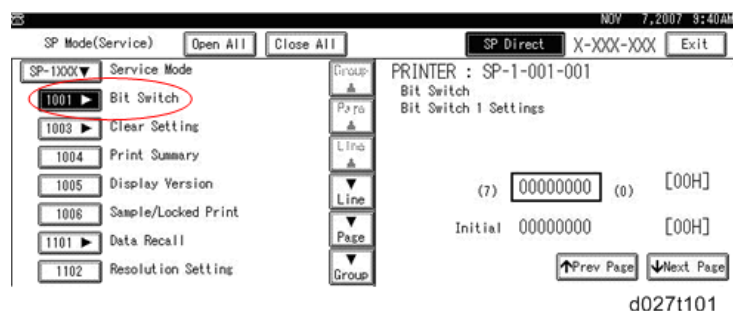 NOV 7,2007 9:40AM
SP Mode(Service) Open All Close All SP Direct X-XXX-XXX Exit
SP-1XXX▼ Service Mode
1001 ► Bit Switch
1003 ► Clear Setting
1004 Print Summary
1005 Display Version
1006 Sample/Locked Print
1101 ► Data Recall
1102 Resolution Setting
Group
Page
Line
▼ Line
▼ Page
▼ Group
PRINTER : SP-1-001-001
Bit Switch
Bit Switch 1 Settings
(7) 00000000 (0) [00H]
Initial 00000000 [00H]
↑Prev Page ↓Next Page
d027t101